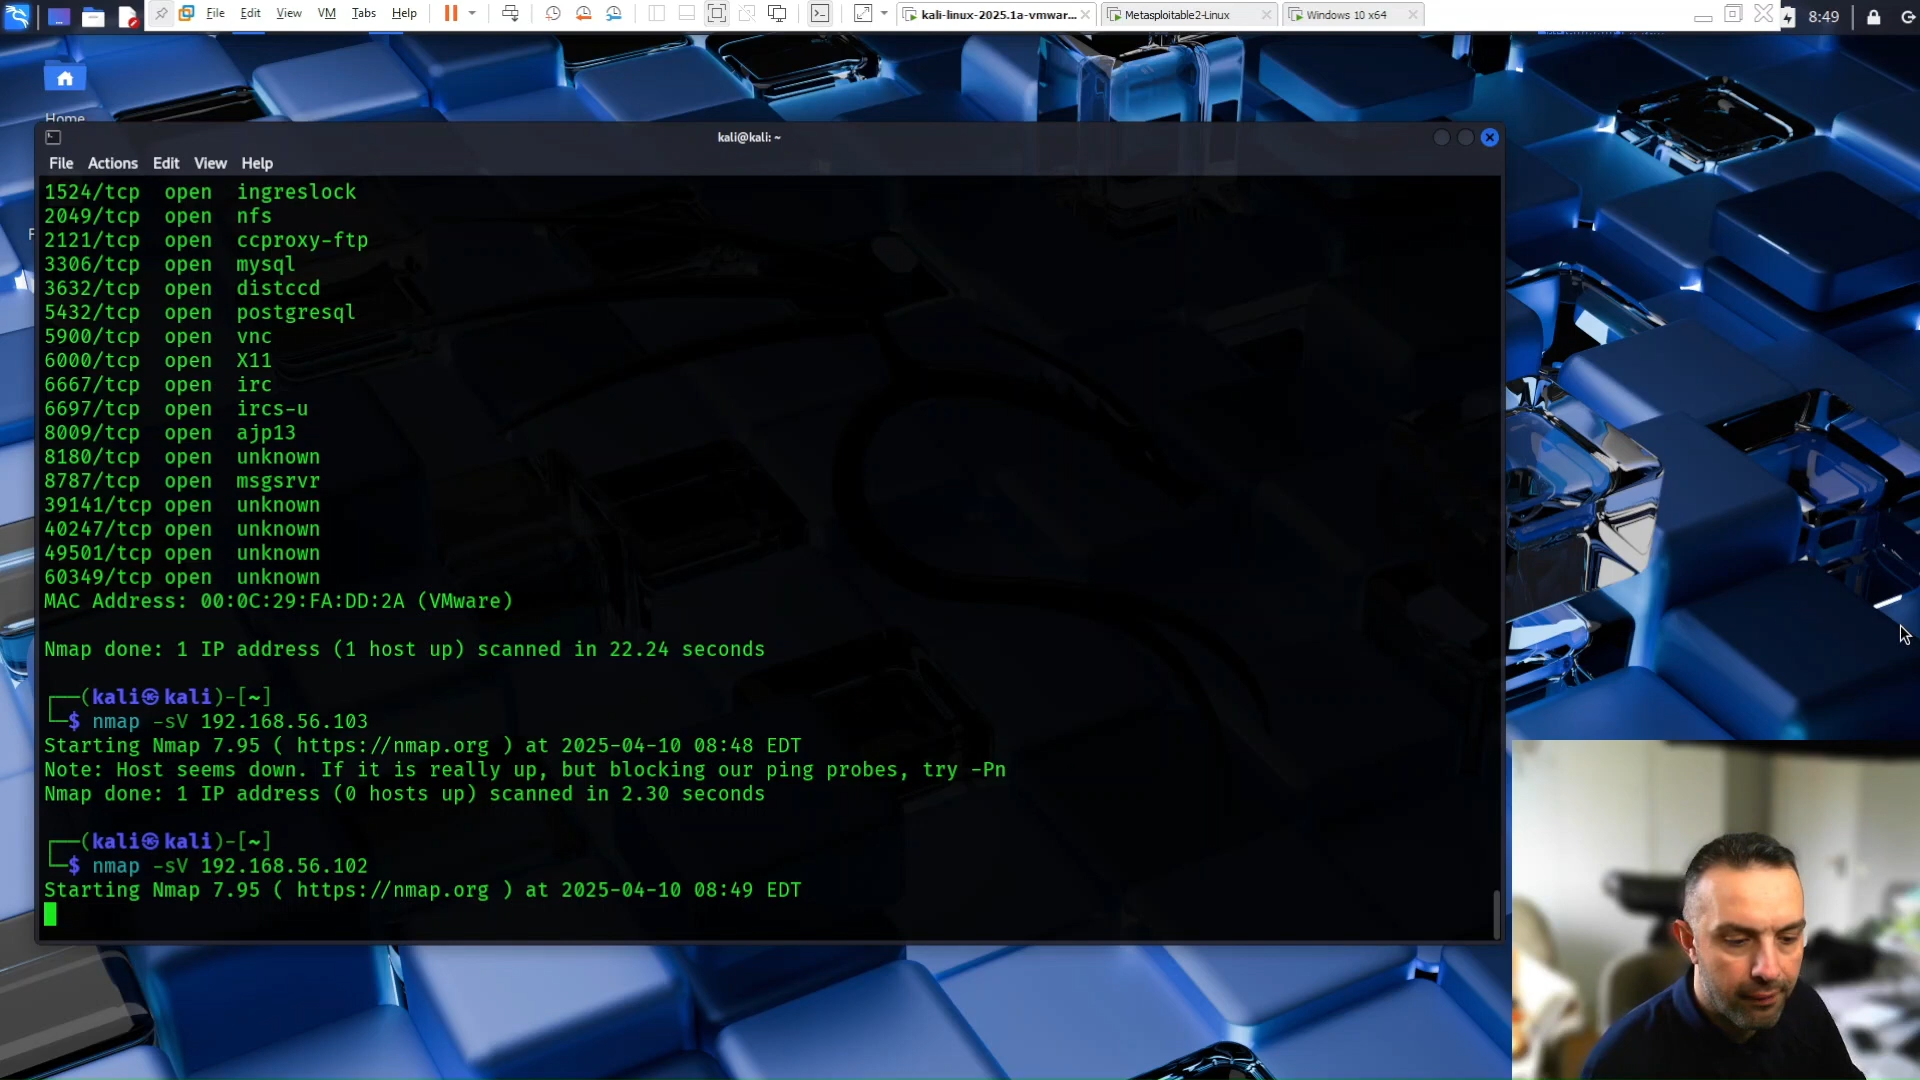 File Edit View VM Tabs Help
kali-linux-2025.1a-vmwar... Metasploitable2-Linux Windows 10 x64
8:49
Home
kali@kali: ~
File Actions Edit View Help
1524/tcp open ingreslock
2049/tcp open nfs
2121/tcp open ccproxy-ftp
3306/tcp open mysql
3632/tcp open distccd
5432/tcp open postgresql
5900/tcp open vnc
6000/tcp open X11
6667/tcp open irc
6697/tcp open ircs-u
8009/tcp open ajp13
8180/tcp open unknown
8787/tcp open msgsrvr
39141/tcp open unknown
40247/tcp open unknown
49501/tcp open unknown
60349/tcp open unknown
MAC Address: 00:0C:29:FA:DD:2A (VMware)
Nmap done: 1 IP address (1 host up) scanned in 22.24 seconds
┌──(kali㉿kali)-[~]
└─$ nmap -sV 192.168.56.103
Starting Nmap 7.95 ( https://nmap.org ) at 2025-04-10 08:48 EDT
Note: Host seems down. If it is really up, but blocking our ping probes, try -Pn
Nmap done: 1 IP address (0 hosts up) scanned in 2.30 seconds
┌──(kali㉿kali)-[~]
└─$ nmap -sV 192.168.56.102
Starting Nmap 7.95 ( https://nmap.org ) at 2025-04-10 08:49 EDT